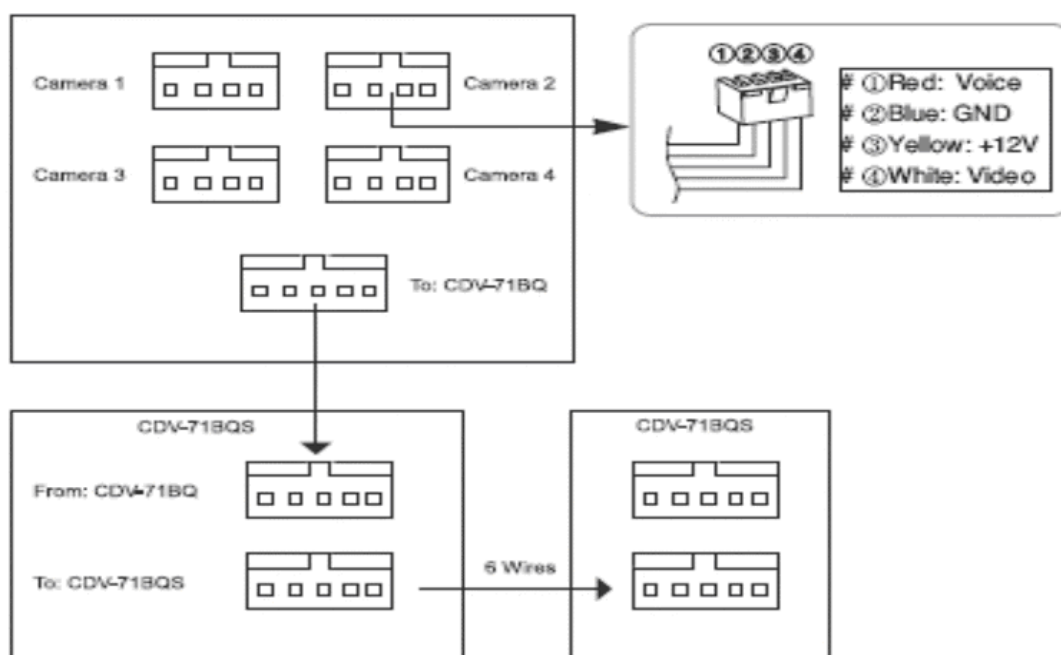 Camera 1
Camera 2
Camera 3
Camera 4
To: CDV-71BQ
①②③④
# ①Red: Voice
# ②Blue: GND
# ③Yellow: +12V
# ④White: Video
CDV-71BQS
From: CDV-71BQ
To: CDV-71BQS
6 Wires
CDV-71BQS